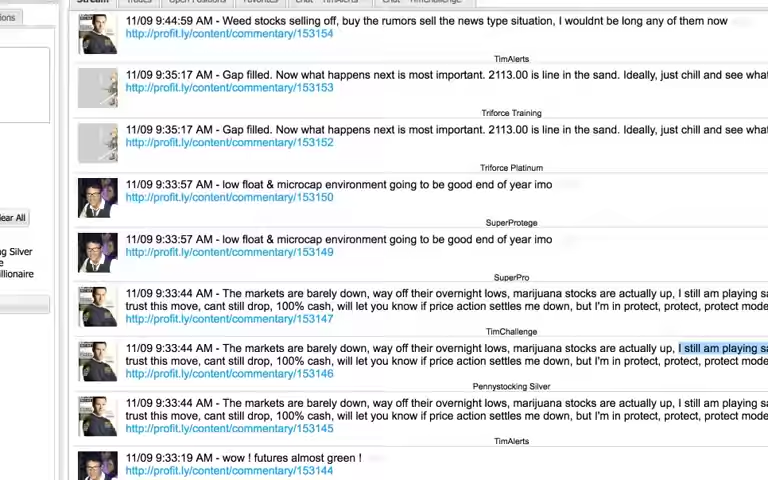 Stream
Trades
Open Positions
Favorites
Chat - TimAlerts
Chat - TimChallenge
ions
11/09 9:44:59 AM - Weed stocks selling off, buy the rumors sell the news type situation, I wouldnt be long any of them now
http://profit.ly/content/commentary/153154
TimAlerts
11/09 9:35:17 AM - Gap filled. Now what happens next is most important. 2113.00 is line in the sand. Ideally, just chill and see what
http://profit.ly/content/commentary/153153
Triforce Training
11/09 9:35:17 AM - Gap filled. Now what happens next is most important. 2113.00 is line in the sand. Ideally, just chill and see what
http://profit.ly/content/commentary/153152
Triforce Platinum
11/09 9:33:57 AM - low float & microcap environment going to be good end of year imo
http://profit.ly/content/commentary/153150
lear All
SuperProtege
11/09 9:33:57 AM - low float & microcap environment going to be good end of year imo
http://profit.ly/content/commentary/153149
ng Silver
e
illionaire
SuperPro
11/09 9:33:44 AM - The markets are barely down, way off their overnight lows, marijuana stocks are actually up, I still am playing sa
trust this move, cant still drop, 100% cash, will let you know if price action settles me down, but I'm in protect, protect, protect mode
http://profit.ly/content/commentary/153147
TimChallenge
11/09 9:33:44 AM - The markets are barely down, way off their overnight lows, marijuana stocks are actually up, I still am playing sa
trust this move, cant still drop, 100% cash, will let you know if price action settles me down, but I'm in protect, protect, protect mode
http://profit.ly/content/commentary/153146
Pennystocking Silver
11/09 9:33:44 AM - The markets are barely down, way off their overnight lows, marijuana stocks are actually up, I still am playing sa
trust this move, cant still drop, 100% cash, will let you know if price action settles me down, but I'm in protect, protect, protect mode
http://profit.ly/content/commentary/153145
TimAlerts
11/09 9:33:19 AM - wow ! futures almost green !
http://profit.ly/content/commentary/153144